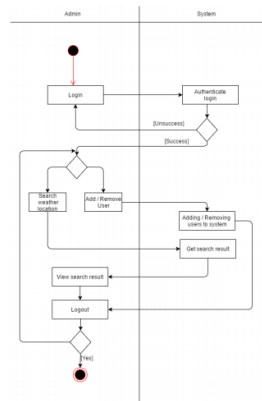 Admin
System
Login
Authenticate
login
[Unsuccess]
[Success]
Search
weather
location
Add / Remove
User
Adding / Removing
users to system
Get search result
View search result
Logout
[Yes]